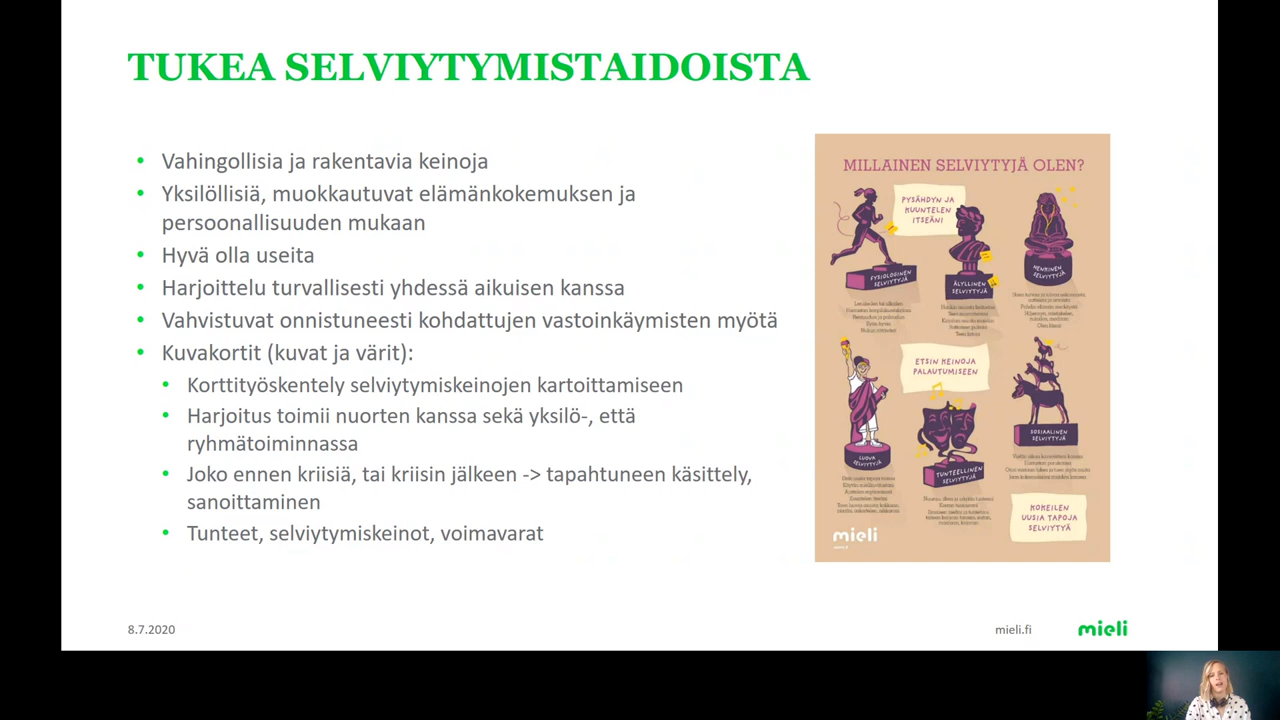 TUKEA SELVIYTYMISTAIDOISTA
Vahingollisia ja rakentavia keinoja
Yksilöllisiä, muokkautuvat elämänkokemuksen ja
persoonallisuuden mukaan
Hyvä olla useita
Harjoittelu turvallisesti yhdessä aikuisen kanssa
Vahvistuvat onnistuneesti kohdattujen vastoinkäymisten myötä
Kuvakortit (kuvat ja värit):
Korttityöskentely selviytymiskeinojen kartoittamiseen
Harjoitus toimii nuorten kanssa sekä yksilö-, että
ryhmätoiminnassa
Joko ennen kriisiä, tai kriisin jälkeen -> tapahtuneen käsittely,
sanoittaminen
Tunteet, selviytymiskeinot, voimavarat
MILLAINEN SELVIYTYJÄ OLEN?
PYSÄHDYN JA
KUUNTELEN
ITSEÄNI
FYSIOLOGINEN
SELVIYTYJÄ
ÄLYLLINEN
SELVIYTYJÄ
HENKINEN
SELVIYTYJÄ
ETSIN KEINOJA
PALAUTUMISEEN
LUOVA
SELVIYTYJÄ
TUNTEELLINEN
SELVIYTYJÄ
SOSIAALINEN
SELVIYTYJÄ
KOKEILEN
UUSIA TAPOJA
SELVIYTYÄ
mieli
8.7.2020
mieli.fi
mieli